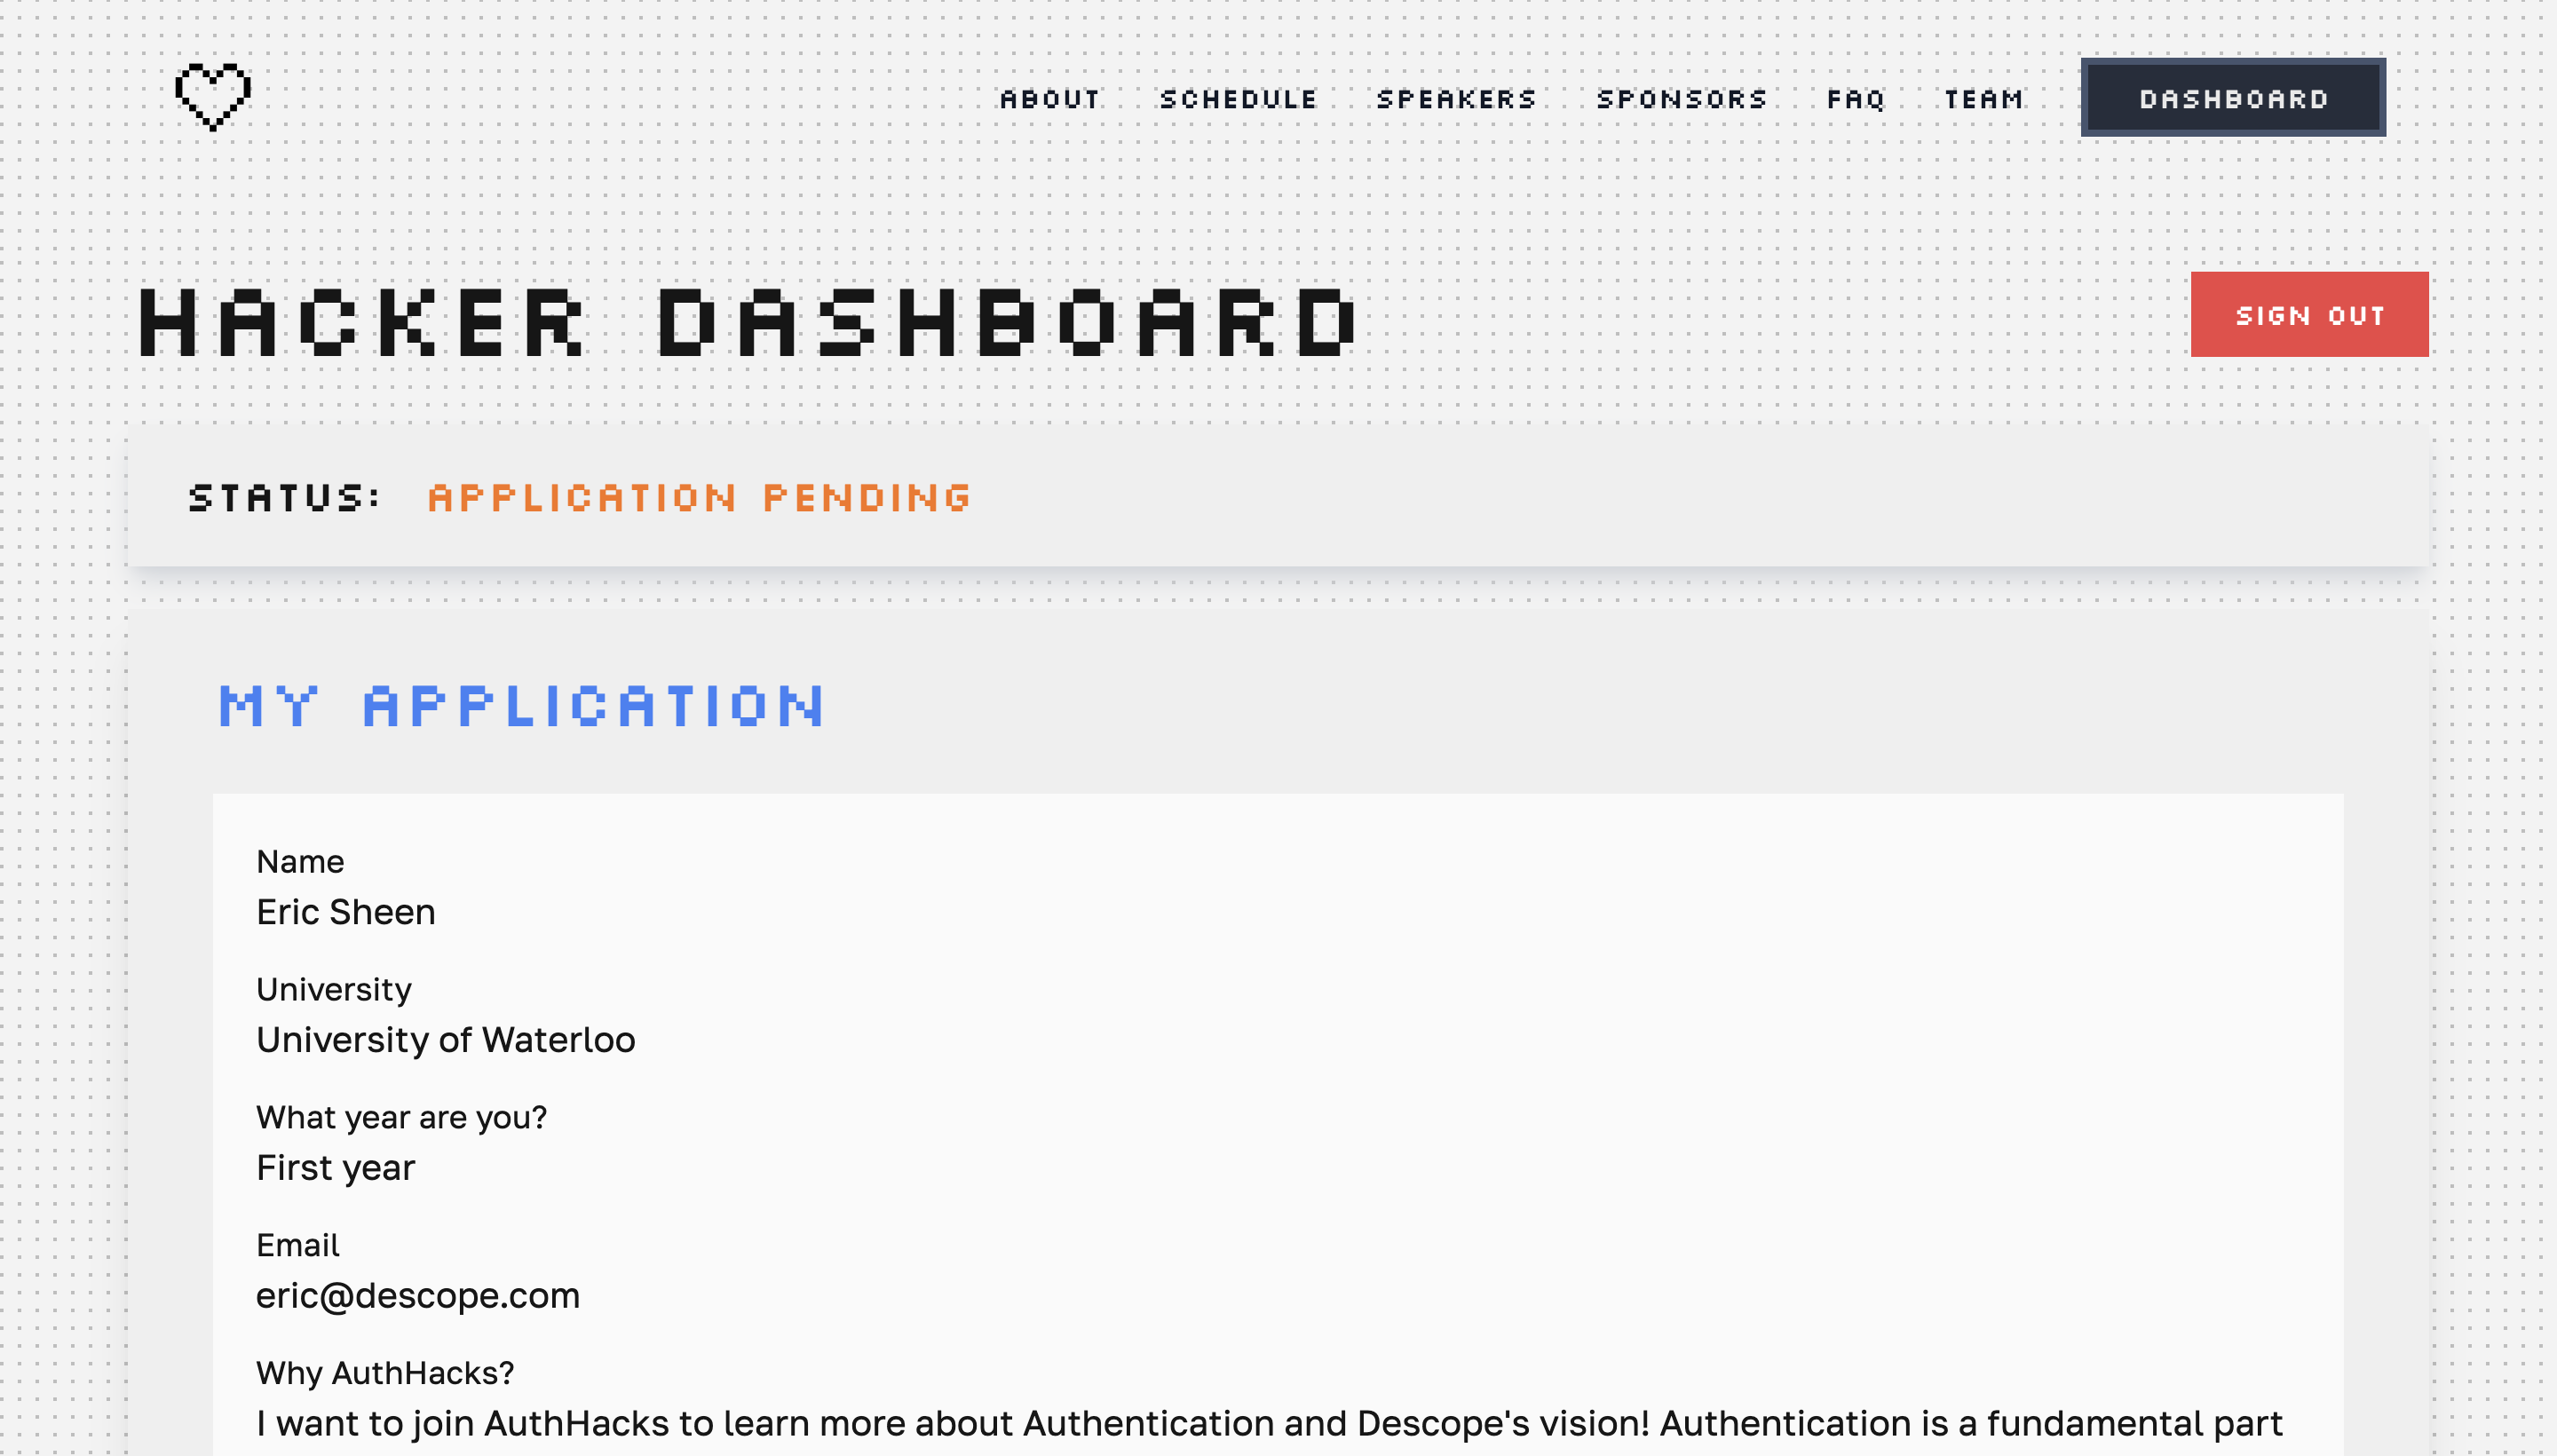 ABOUT SCHEDULE SPEAKERS SPONSORS FAQ TEAM DASHBOARD
HACKER DASHBOARD
SIGN OUT
STATUS: APPLICATION PENDING
MY APPLICATION
Name
Eric Sheen
University
University of Waterloo
What year are you?
First year
Email
eric@descope.com
Why AuthHacks?
I want to join AuthHacks to learn more about Authentication and Descope's vision! Authentication is a fundamental part